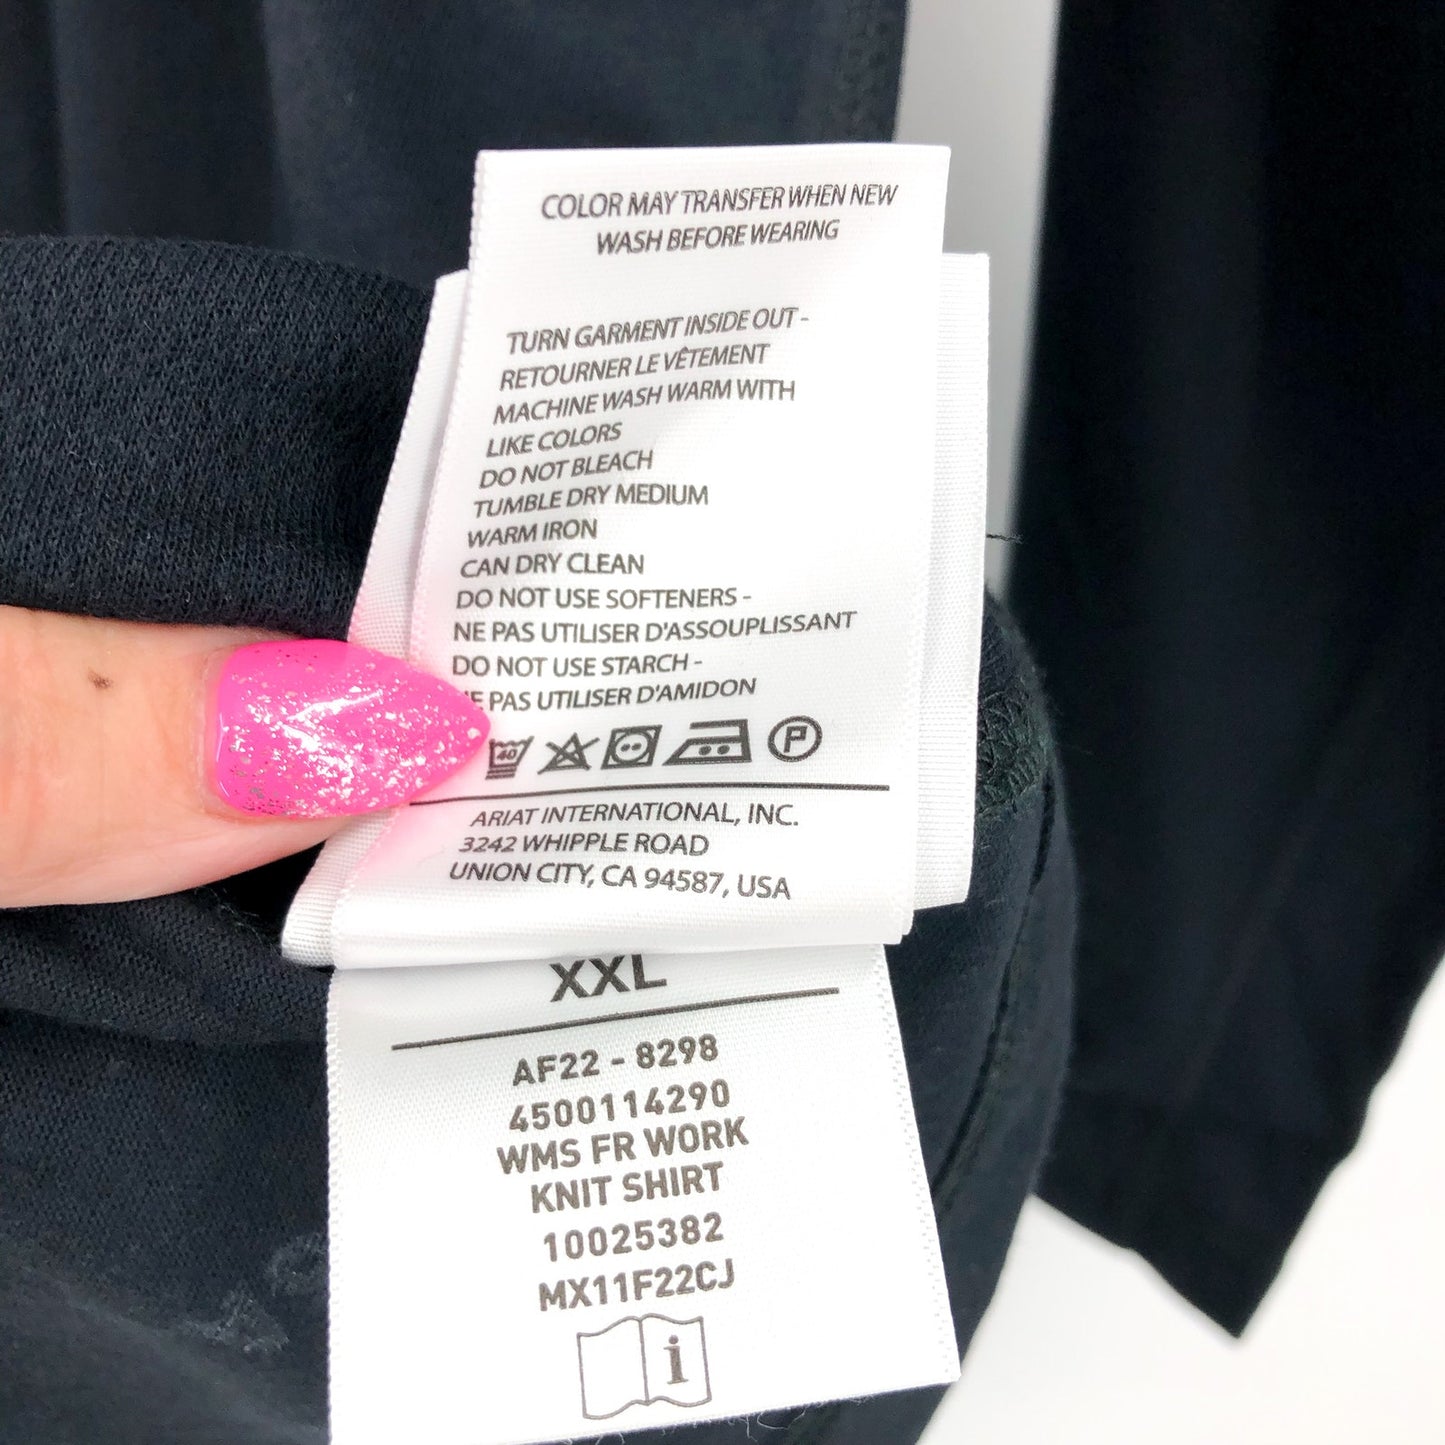 COLOR MAY TRANSFER WHEN NEW
WASH BEFORE WEARING
TURN GARMENT INSIDE OUT -
RETOURNER LE VÊTEMENT
MACHINE WASH WARM WITH
LIKE COLORS
DO NOT BLEACH
TUMBLE DRY MEDIUM
WARM IRON
CAN DRY CLEAN
DO NOT USE SOFTENERS -
NE PAS UTILISER D'ASSOUPLISSANT
DO NOT USE STARCH -
NE PAS UTILISER D'AMIDON
40 P
ARIAT INTERNATIONAL, INC.
3242 WHIPPLE ROAD
UNION CITY, CA 94587, USA
XXL
AF22 - 8298
4500114290
WMS FR WORK
KNIT SHIRT
10025382
MX11F22CJ
i